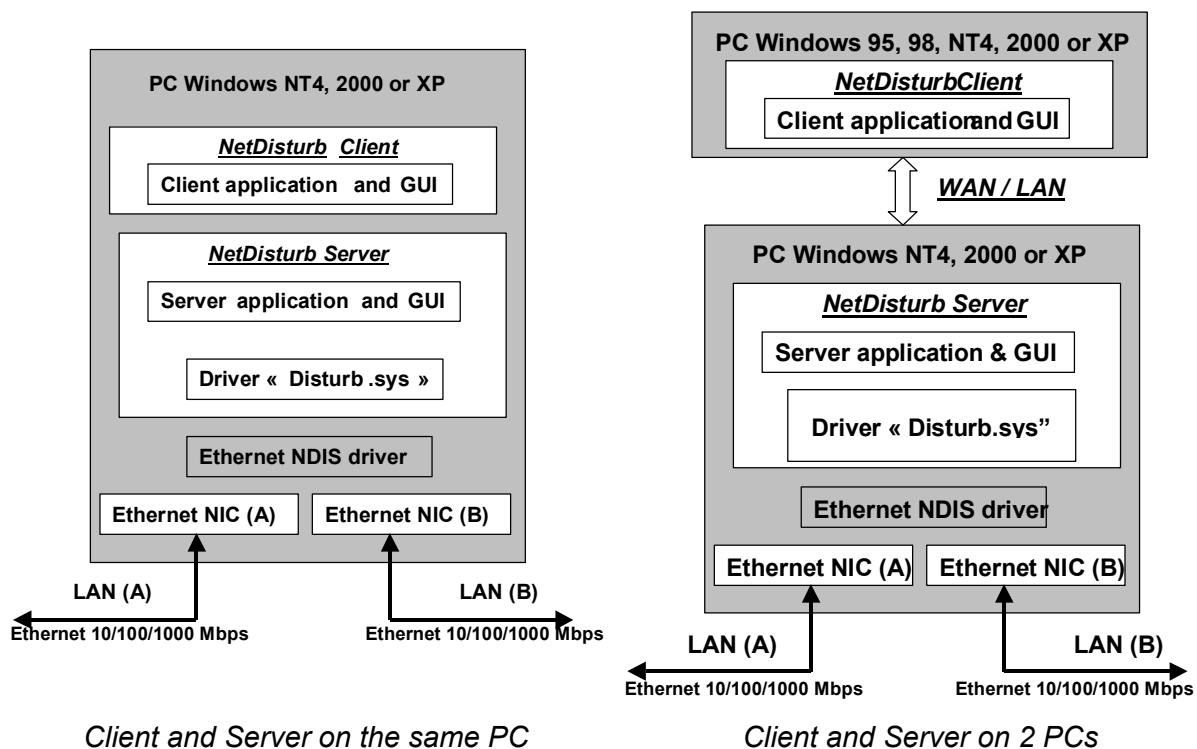 PC Windows NT4, 2000 or XP
NetDisturb Client
Client application and GUI
NetDisturb Server
Server application and GUI
Driver « Disturb .sys »
Ethernet NDIS driver
Ethernet NIC (A)
Ethernet NIC (B)
LAN (A)
LAN (B)
Ethernet 10/100/1000 Mbps
Ethernet 10/100/1000 Mbps
Client and Server on the same PC
PC Windows 95, 98, NT4, 2000 or XP
NetDisturbClient
Client application and GUI
WAN / LAN
PC Windows NT4, 2000 or XP
NetDisturb Server
Server application & GUI
Driver « Disturb.sys”
Ethernet NDIS driver
Ethernet NIC (A)
Ethernet NIC (B)
LAN (A)
LAN (B)
Ethernet 10/100/1000 Mbps
Ethernet 10/100/1000 Mbps
Client and Server on 2 PCs